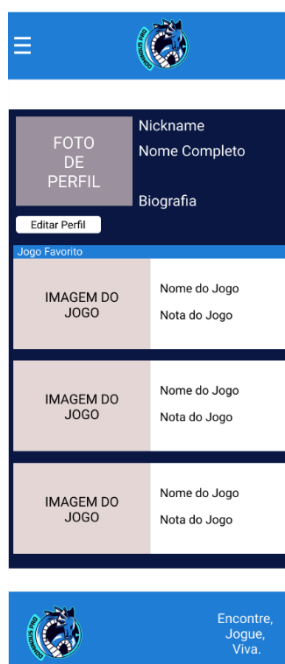 FOTO
DE
PERFIL
Nickname
Nome Completo
Biografia
Editar Perfil
Jogo Favorito
IMAGEM DO
JOGO
Nome do Jogo
Nota do Jogo
IMAGEM DO
JOGO
Nome do Jogo
Nota do Jogo
IMAGEM DO
JOGO
Nome do Jogo
Nota do Jogo
Encontre,
Jogue,
Viva.